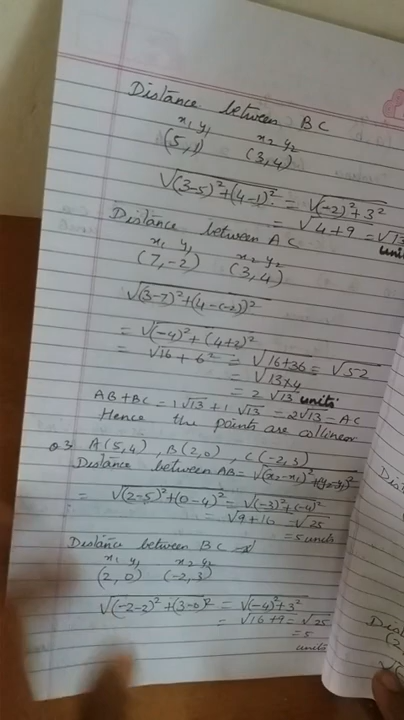 Distance between BC
x₁ y₁ x₂ y₂
(5,1) (3,4)
√(3-5)²+(4-1)² = √(-2)²+3²
= √4+9 = √13
units
Distance between AC
x₁ y₁ x₂ y₂
(7,-2) (3,4)
√(3-7)²+(4-(-2))²
= √(-4)²+(4+2)²
= √16+6² = √16+36 = √52
= √13×4
= 2√13 units
AB+BC = 1√13+1√13 = 2√13 = AC
Hence the points are collinear
Q3 A(5,4), B(2,0), C(-2,3)
Distance between AB = √(x₂-x₁)²+(y₂-y₁)²
= √(2-5)²+(0-4)² = √(-3)²+(-4)²
= √9+16 = √25
= 5 units
Distance between BC
x₁ y₁ x₂ y₂
(2,0) (-2,3)
√(-2-2)²+(3-0)² = √(-4)²+3²
= √16+9 = √25
= 5
units